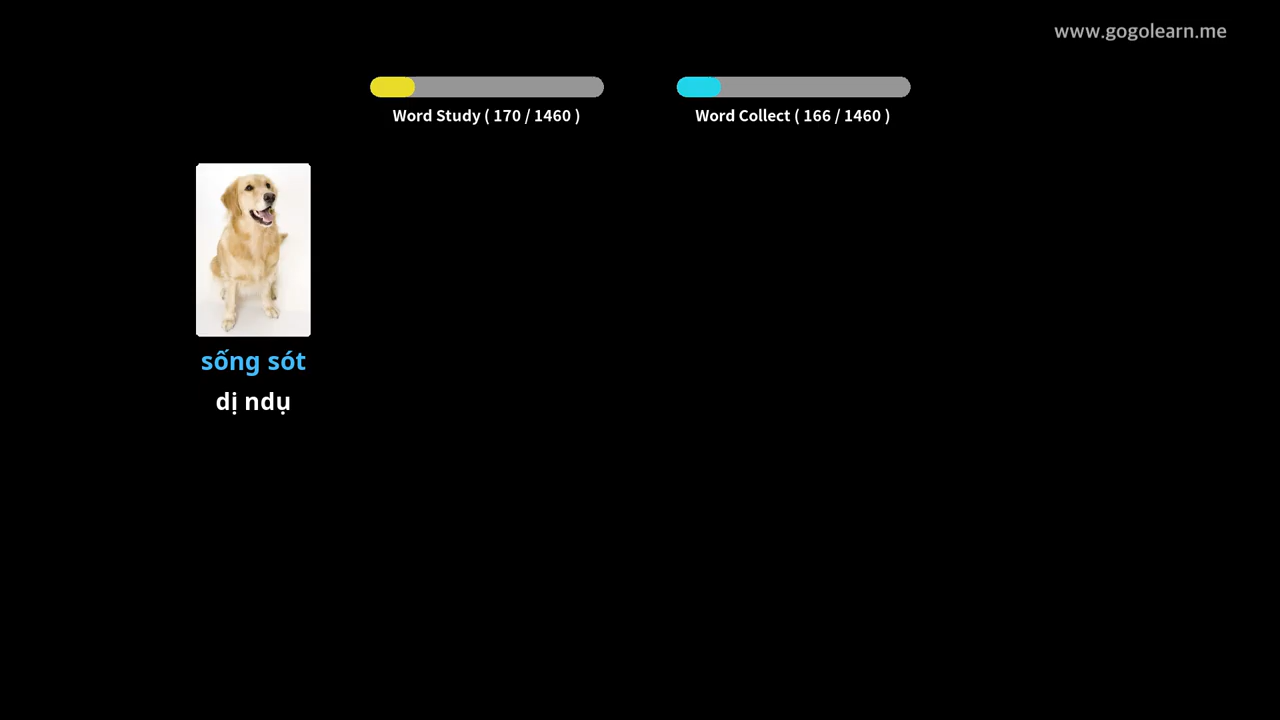 www.gogolearn.me
Word Study ( 170 / 1460 )
Word Collect ( 166 / 1460 )
sống sót
dị ndụ